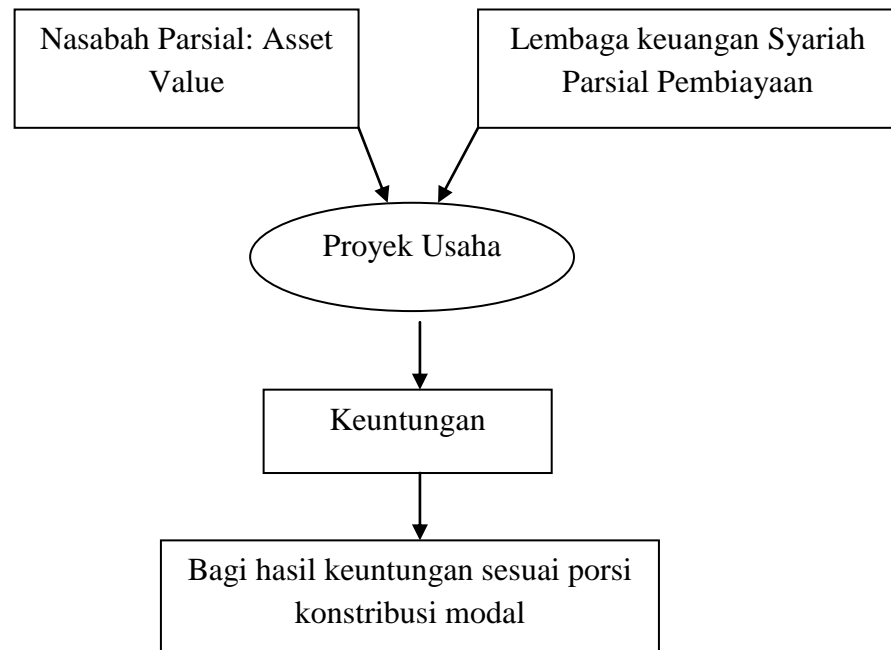 Nasabah Parsial: Asset
Value
Lembaga keuangan Syariah
Parsial Pembiayaan
Proyek Usaha
Keuntungan
Bagi hasil keuntungan sesuai porsi
konstribusi modal